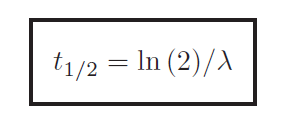 t_{1/2} = ln (2)/λ